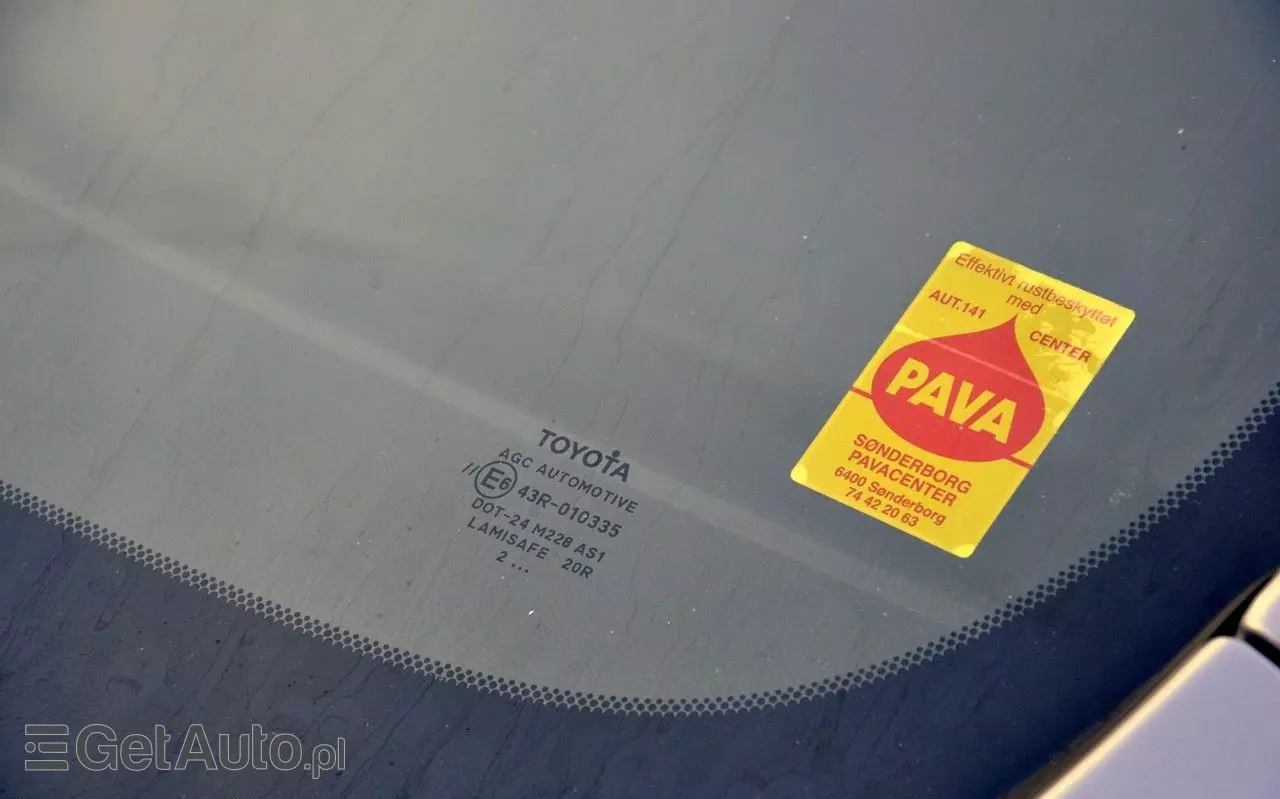 Effektivt rustbeskyttet
med
AUT.141
CENTER
PAVA
SØNDERBORG
PAVACENTER
6400 Sønderborg
74 42 20 63
TOYOTA
AGC AUTOMOTIVE
//E6 43R-010335
DOT-24 M228 AS1
LAMISAFE 20R
2 ...
GetAuto.pl